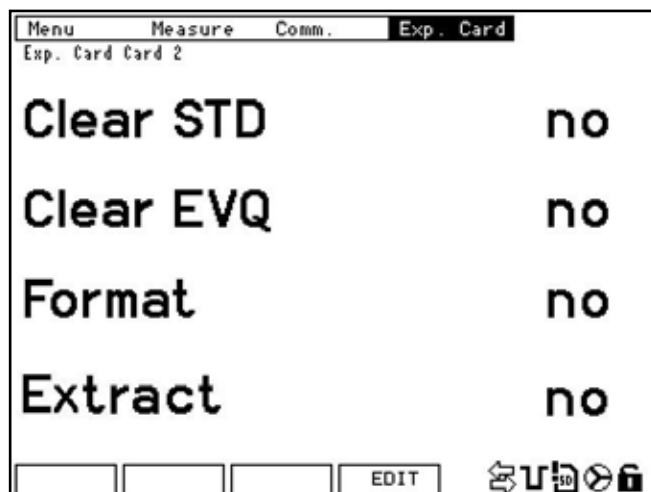 Menu Measure Comm. Exp. Card
Exp. Card Card 2
Clear STD no
Clear EVQ no
Format no
Extract no
EDIT SD